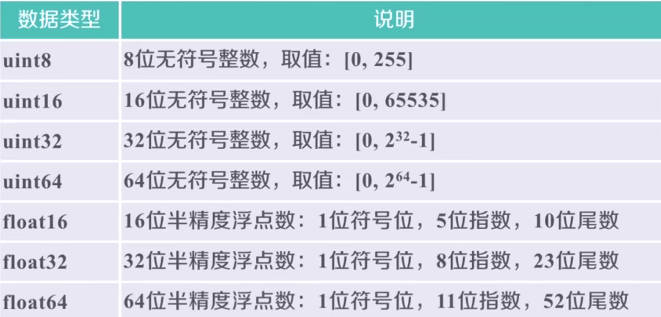 数据类型 说明
uint8 8位无符号整数，取值：[0, 255]
uint16 16位无符号整数，取值：[0, 65535]
uint32 32位无符号整数，取值：[0, 2³²-1]
uint64 64位无符号整数，取值：[0, 2⁶⁴-1]
float16 16位半精度浮点数：1位符号位，5位指数，10位尾数
float32 32位半精度浮点数：1位符号位，8位指数，23位尾数
float64 64位半精度浮点数：1位符号位，11位指数，52位尾数